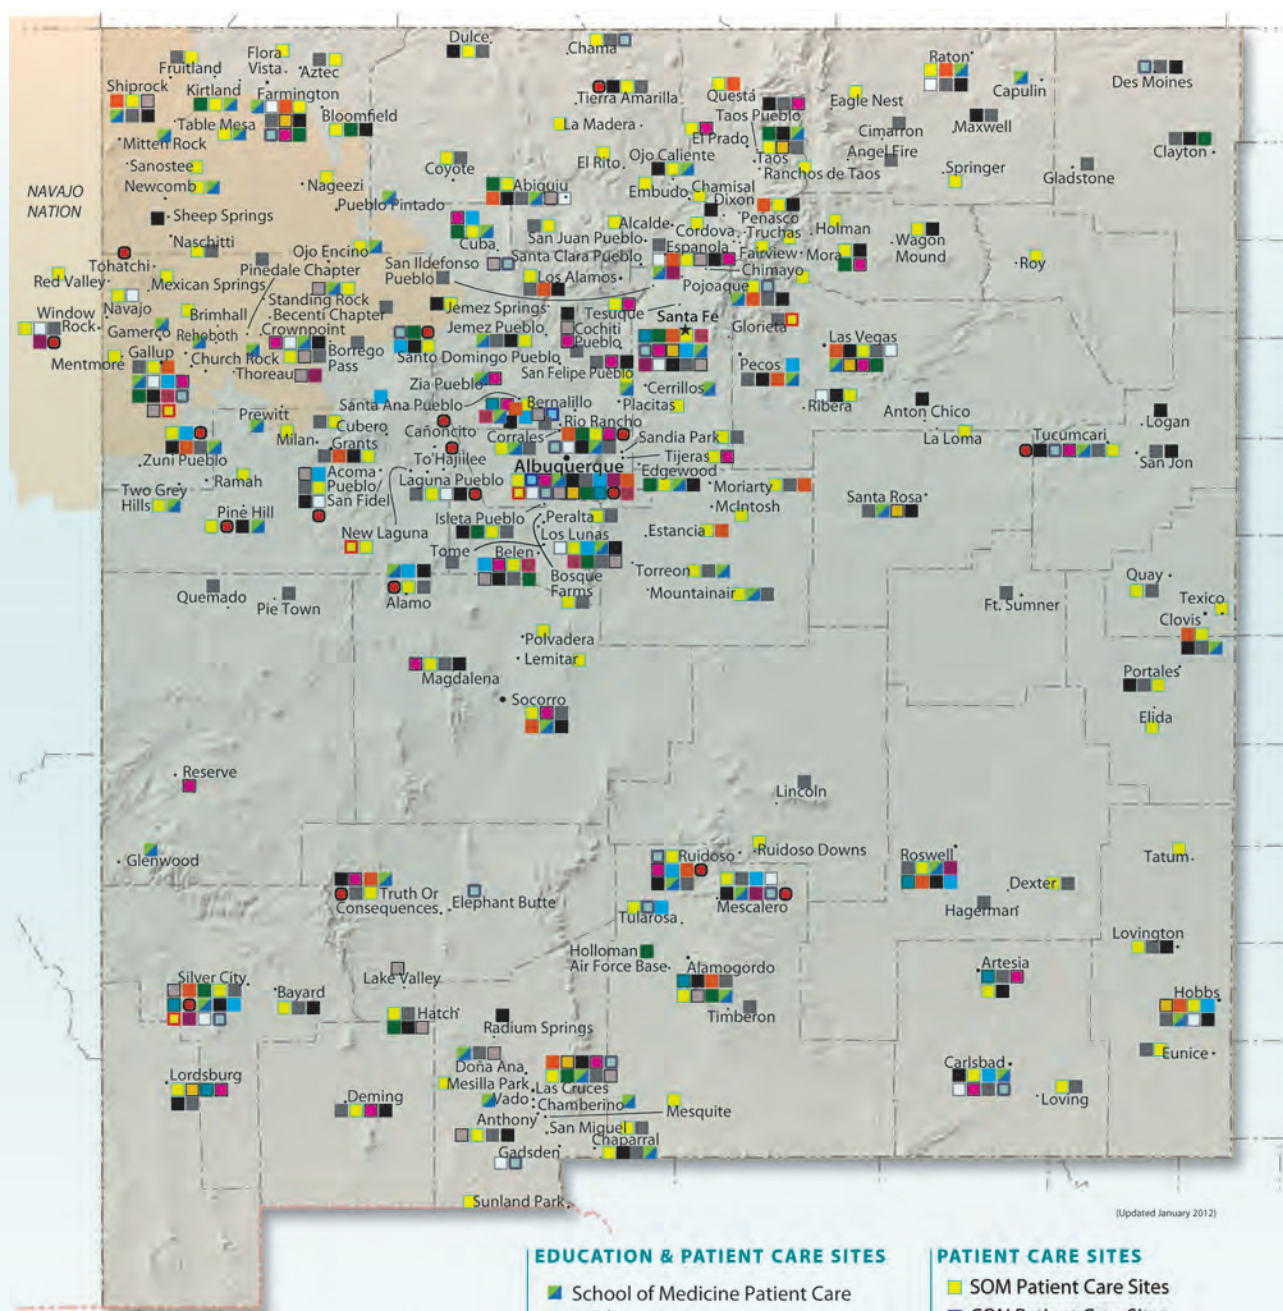 Dulce
Chama
Fruitland
Flora
Vista
Aztec
Raton
Capulin
Des Moines
Shiprock
Kirtland
Farmington
Tierra Amarilla
Questa
Eagle Nest
Taos Pueblo
Table Mesa
Bloomfield
La Madera
El Prado
Cimarron
Maxwell
Mitten Rock
Angel Fire
Clayton
Sanostee
Coyote
El Rito
Ojo Caliente
Taos
Ranchos de Taos
Springer
Gladstone
NAVAJO
NATION
Newcomb
Nageezi
Abiquiu
Embudo
Chamisal
Dixon
Pueblo Pintado
Sheep Springs
Penasco
Alcalde
Cordova
Truchas
Holman
Naschitti
Ojo Encino
Cuba
San Juan Pueblo
Wagon
Mound
Santa Clara Pueblo
Espanola
Fairview
Mora
Tohatchi
Pinedale Chapter
San Ildefonso
Pueblo
Los Alamos
Chimayo
Roy
Red Valley
Mexican Springs
Pojoaque
Standing Rock
Becenti Chapter
Navajo
Brimhall
Jemez Springs
Tesuque
Window
Rock
Gamerco
Rehoboth
Crownpoint
Jemez Pueblo
Cochiti
Pueblo
Santa Fe
Glorieta
Las Vegas
Mentmore
Gallup
Church Rock
Borrego
Pass
Santo Domingo Pueblo
San Felipe Pueblo
Pecos
Thoreau
Zia Pueblo
Cerrillos
Santa Ana Pueblo
Bernalillo
Placitas
Ribera
Anton Chico
Prewitt
Rio Rancho
Logan
Milan
Cubero
Cañoncito
Corrales
Sandia Park
La Loma
Tucumcari
Grants
Zuni Pueblo
To'Hajiilee
Albuquerque
Tijeras
San Jon
Acoma
Pueblo/
San Fidel
Laguna Pueblo
Edgewood
Two Grey
Hills
Ramah
Moriarty
Santa Rosa
Pine Hill
McIntosh
Isleta Pueblo
Peralta
New Laguna
Los Lunas
Estancia
Tome
Belen
Bosque
Farms
Torreon
Quay
Quemado
Pie Town
Alamo
Mountainair
Ft. Sumner
Texico
Clovis
Polvadera
Lemitar
Magdalena
Portales
Socorro
Elida
Reserve
Lincoln
Glenwood
Ruidoso
Ruidoso Downs
Roswell
Tatum
Truth Or
Consequences
Elephant Butte
Mescalero
Dexter
Hagerman
Tularosa
Lovington
Holloman
Air Force Base
Alamogordo
Artesia
Silver City
Lake Valley
Bayard
Hatch
Timberon
Hobbs
Radium Springs
Eunice
Lordsburg
Doña Ana
Mesilla Park
Las Cruces
Carlsbad
Deming
Vado
Chamberino
Mesquite
Loving
Anthony
San Miguel
Chaparral
Gadsden
Sunland Park
(Updated January 2012)
EDUCATION & PATIENT CARE SITES
School of Medicine Patient Care
PATIENT CARE SITES
SOM Patient Care Sites